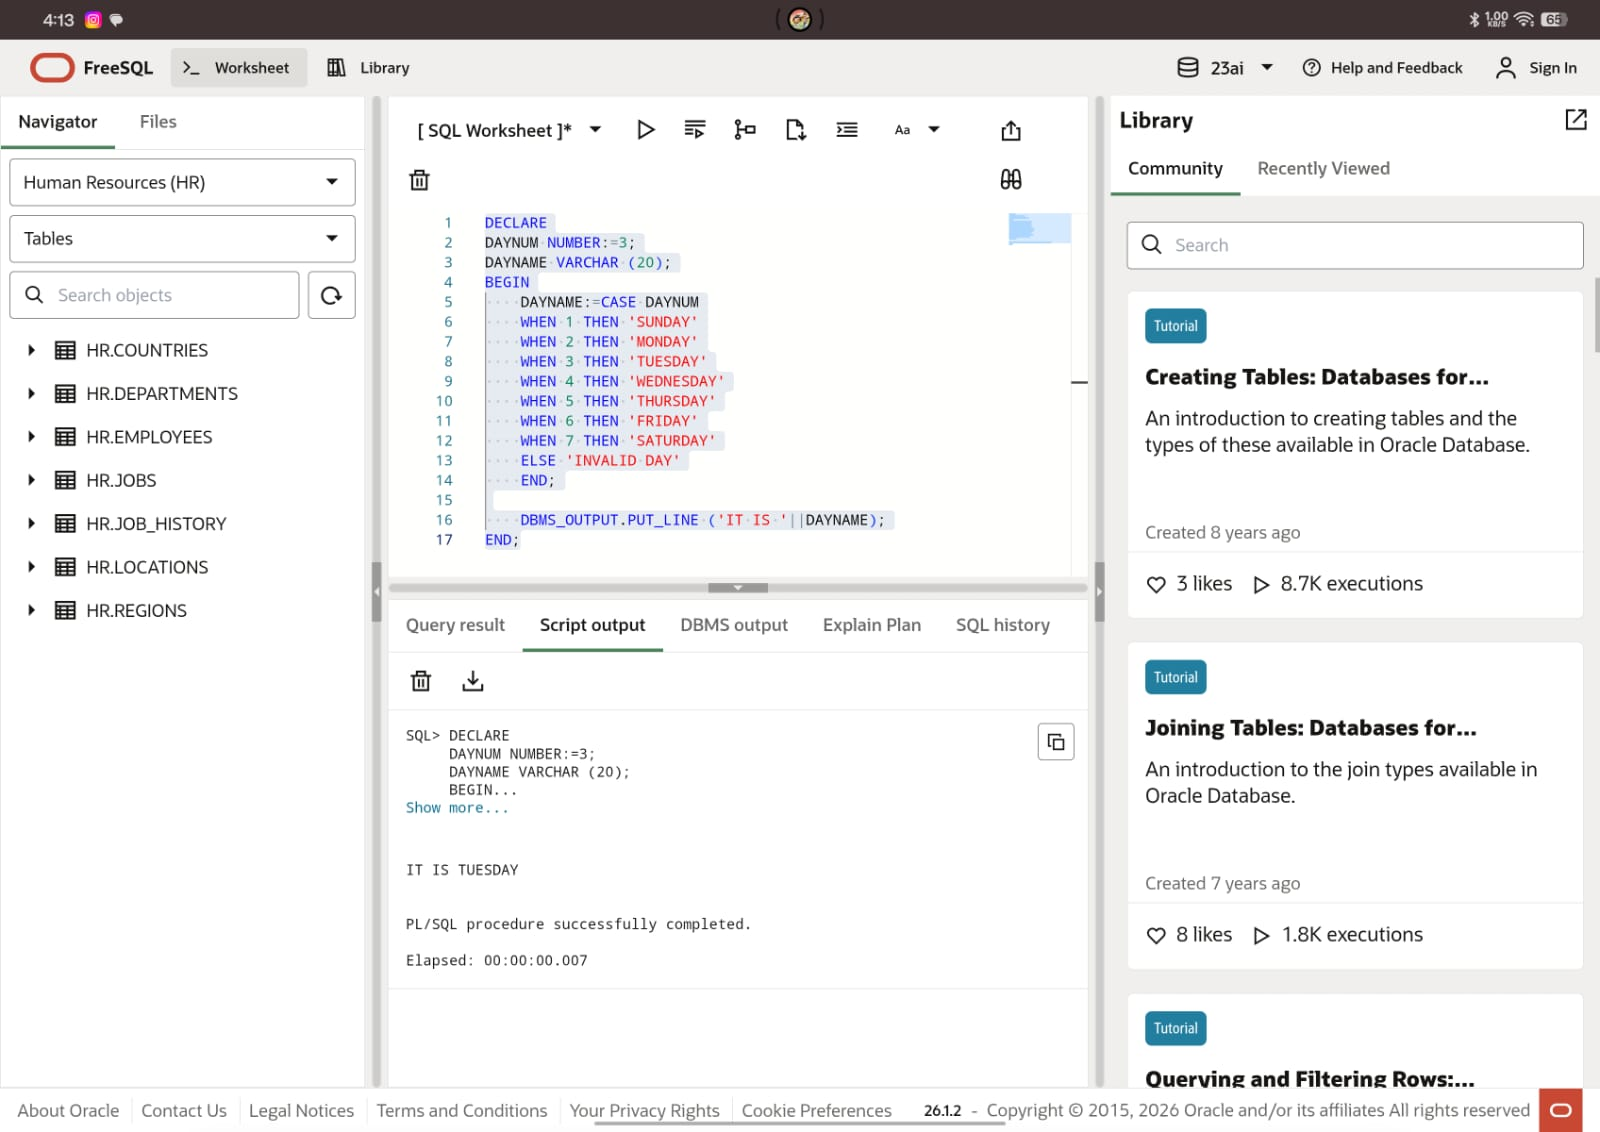 4:13
1.00 KB/S
65
FreeSQL
Worksheet
Library
23ai
Help and Feedback
Sign In
Navigator
Files
Human Resources (HR)
Tables
Search objects
HR.COUNTRIES
HR.DEPARTMENTS
HR.EMPLOYEES
HR.JOBS
HR.JOB_HISTORY
HR.LOCATIONS
HR.REGIONS
[ SQL Worksheet ]*
Aa
1 DECLARE
2 DAYNUM NUMBER:=3;
3 DAYNAME VARCHAR (20);
4 BEGIN
5 DAYNAME:=CASE DAYNUM
6 WHEN 1 THEN 'SUNDAY'
7 WHEN 2 THEN 'MONDAY'
8 WHEN 3 THEN 'TUESDAY'
9 WHEN 4 THEN 'WEDNESDAY'
10 WHEN 5 THEN 'THURSDAY'
11 WHEN 6 THEN 'FRIDAY'
12 WHEN 7 THEN 'SATURDAY'
13 ELSE 'INVALID DAY'
14 END;
15
16 DBMS_OUTPUT.PUT_LINE ('IT IS '||DAYNAME);
17 END;
Query result
Script output
DBMS output
Explain Plan
SQL history
SQL> DECLARE
DAYNUM NUMBER:=3;
DAYNAME VARCHAR (20);
BEGIN...
Show more...
IT IS TUESDAY
PL/SQL procedure successfully completed.
Elapsed: 00:00:00.007
Library
Community
Recently Viewed
Search
Tutorial
Creating Tables: Databases for...
An introduction to creating tables and the
types of these available in Oracle Database.
Created 8 years ago
3 likes
8.7K executions
Tutorial
Joining Tables: Databases for...
An introduction to the join types available in
Oracle Database.
Created 7 years ago
8 likes
1.8K executions
Tutorial
Querying and Filtering Rows:...
About Oracle
Contact Us
Legal Notices
Terms and Conditions
Your Privacy Rights
Cookie Preferences
26.1.2 - Copyright © 2015, 2026 Oracle and/or its affiliates All rights reserved